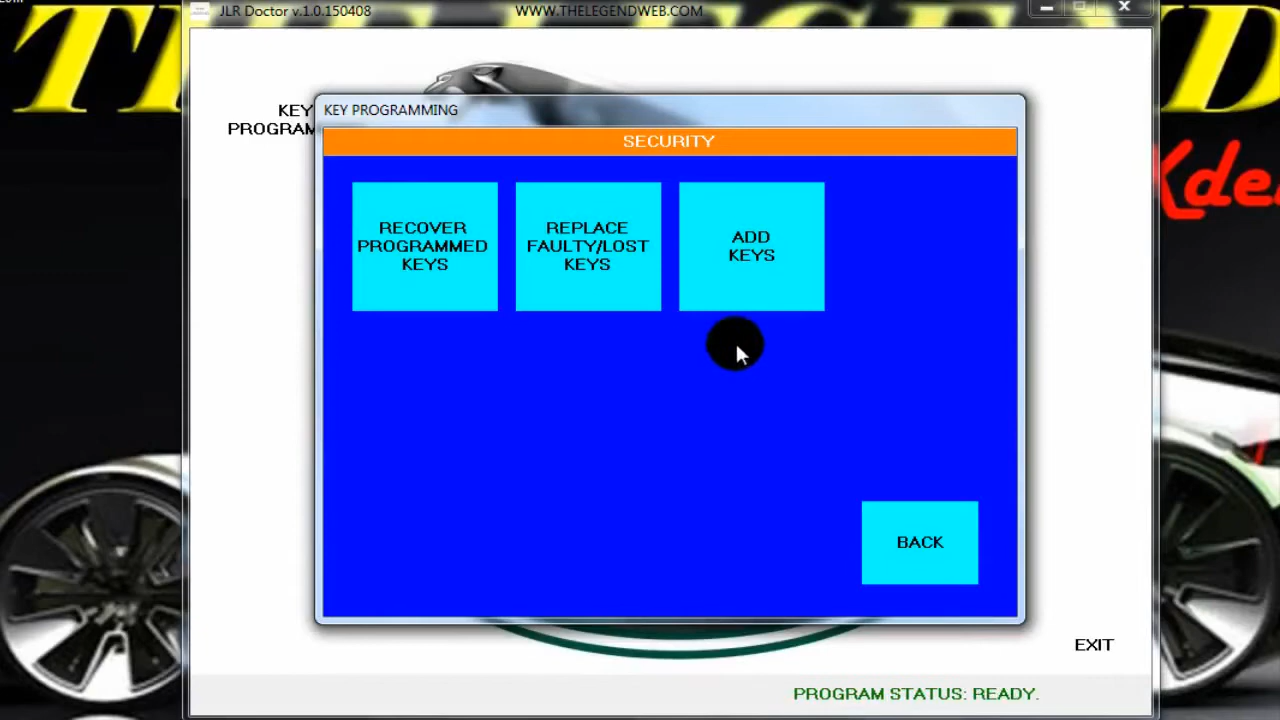 JLR Doctor v.1.0.150408
WWW.THELEGENDWEB.COM
KEY
PROGRAM
KEY PROGRAMMING
SECURITY
RECOVER
PROGRAMMED
KEYS
REPLACE
FAULTY/LOST
KEYS
ADD
KEYS
BACK
EXIT
PROGRAM STATUS: READY.